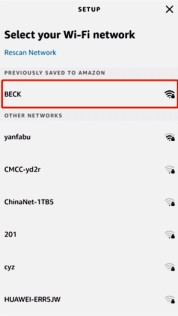 SETUP
Select your Wi-Fi network
Rescan Network
PREVIOUSLY SAVED TO AMAZON
BECK
OTHER NETWORKS
yanfabu
CMCC-yd2r
ChinaNet-1TB5
201
cyz
HUAWEI-ERR5JW